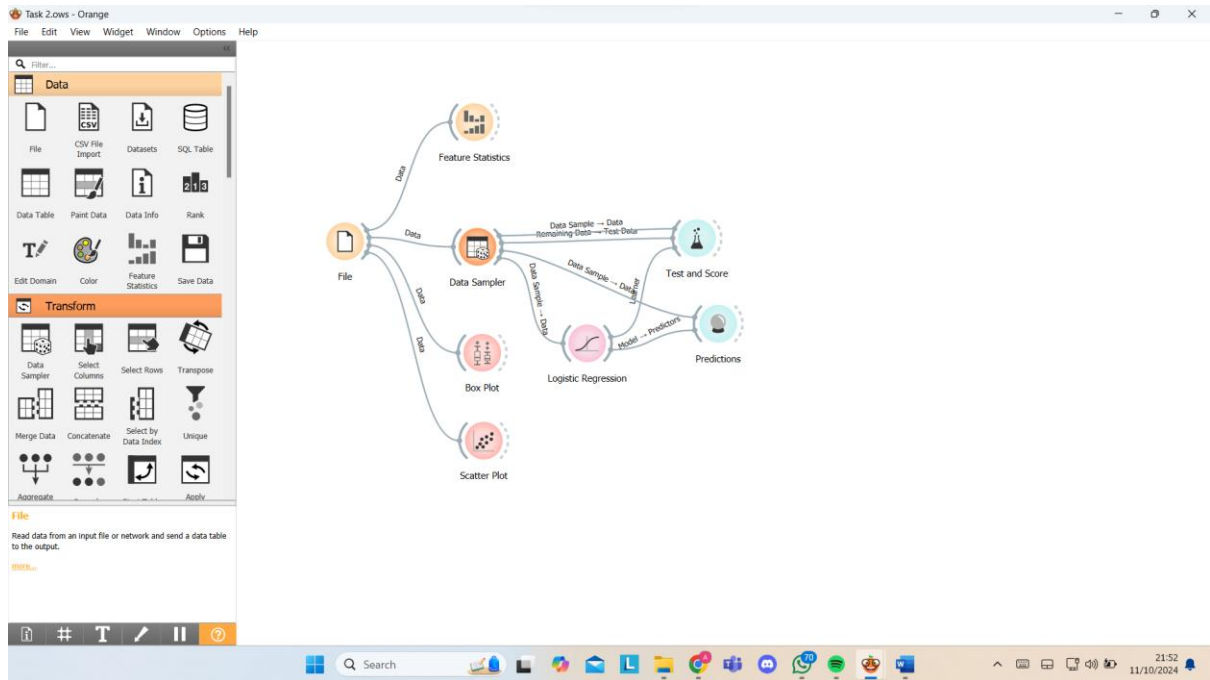 Task 2.ows - Orange
File Edit View Widget Window Options Help
Filter...
Data
File
CSV File Import
Datasets
SQL Table
Data Table
Paint Data
Data Info
Rank
Edit Domain
Color
Feature Statistics
Save Data
Transform
Data Sampler
Select Columns
Select Rows
Transpose
Merge Data
Concatenate
Select by Data Index
Unique
Aggregate
Apply
File
Read data from an input file or network and send a data table
to the output.
more...
Feature Statistics
Data
File
Data
Data Sampler
Data Sample → Data
Remaining Data → Test Data
Test and Score
Data Sample → Data
Data Sample → Data
Learner
Model → Predictors
Predictions
Logistic Regression
Data
Box Plot
Data
Scatter Plot
Search
70
21:52
11/10/2024